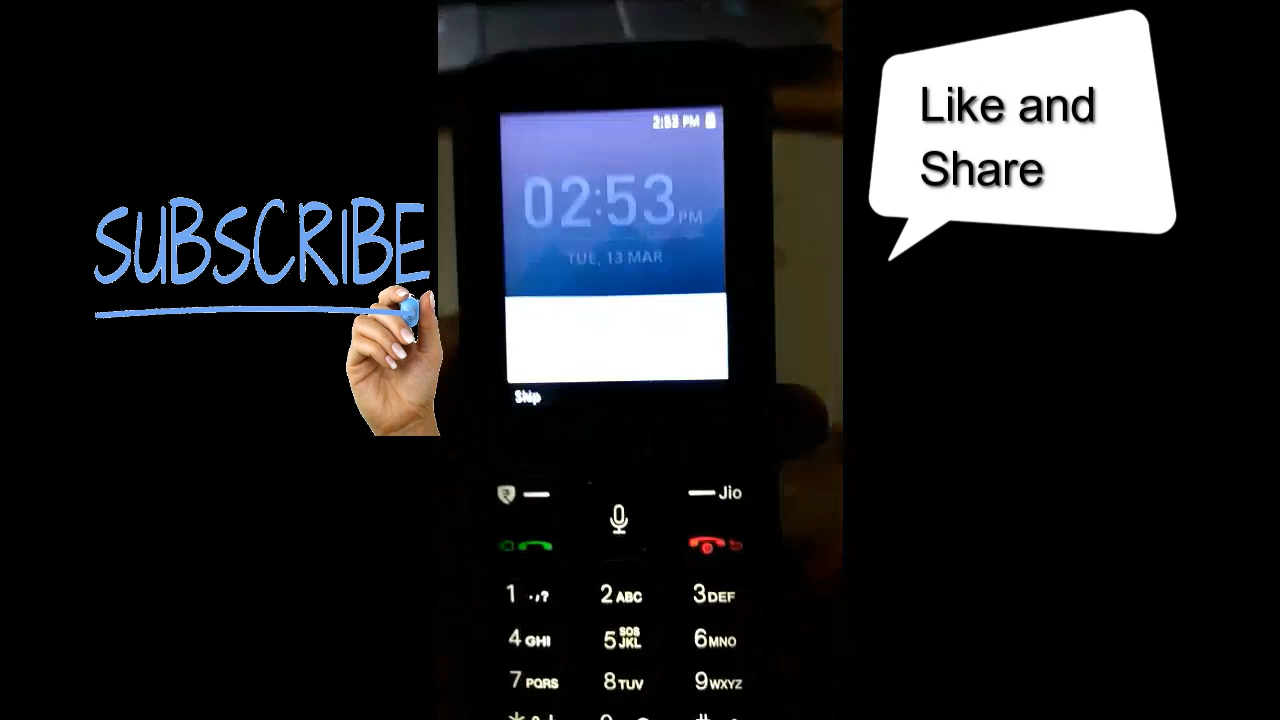 SUBSCRIBE
Like and
Share
2:53 PM
02:53 PM
TUE, 13 MAR
Skip
Jio
1 .,?
2 ABC
3 DEF
4 GHI
5 SOS JKL
6 MNO
7 PQRS
8 TUV
9 WXYZ